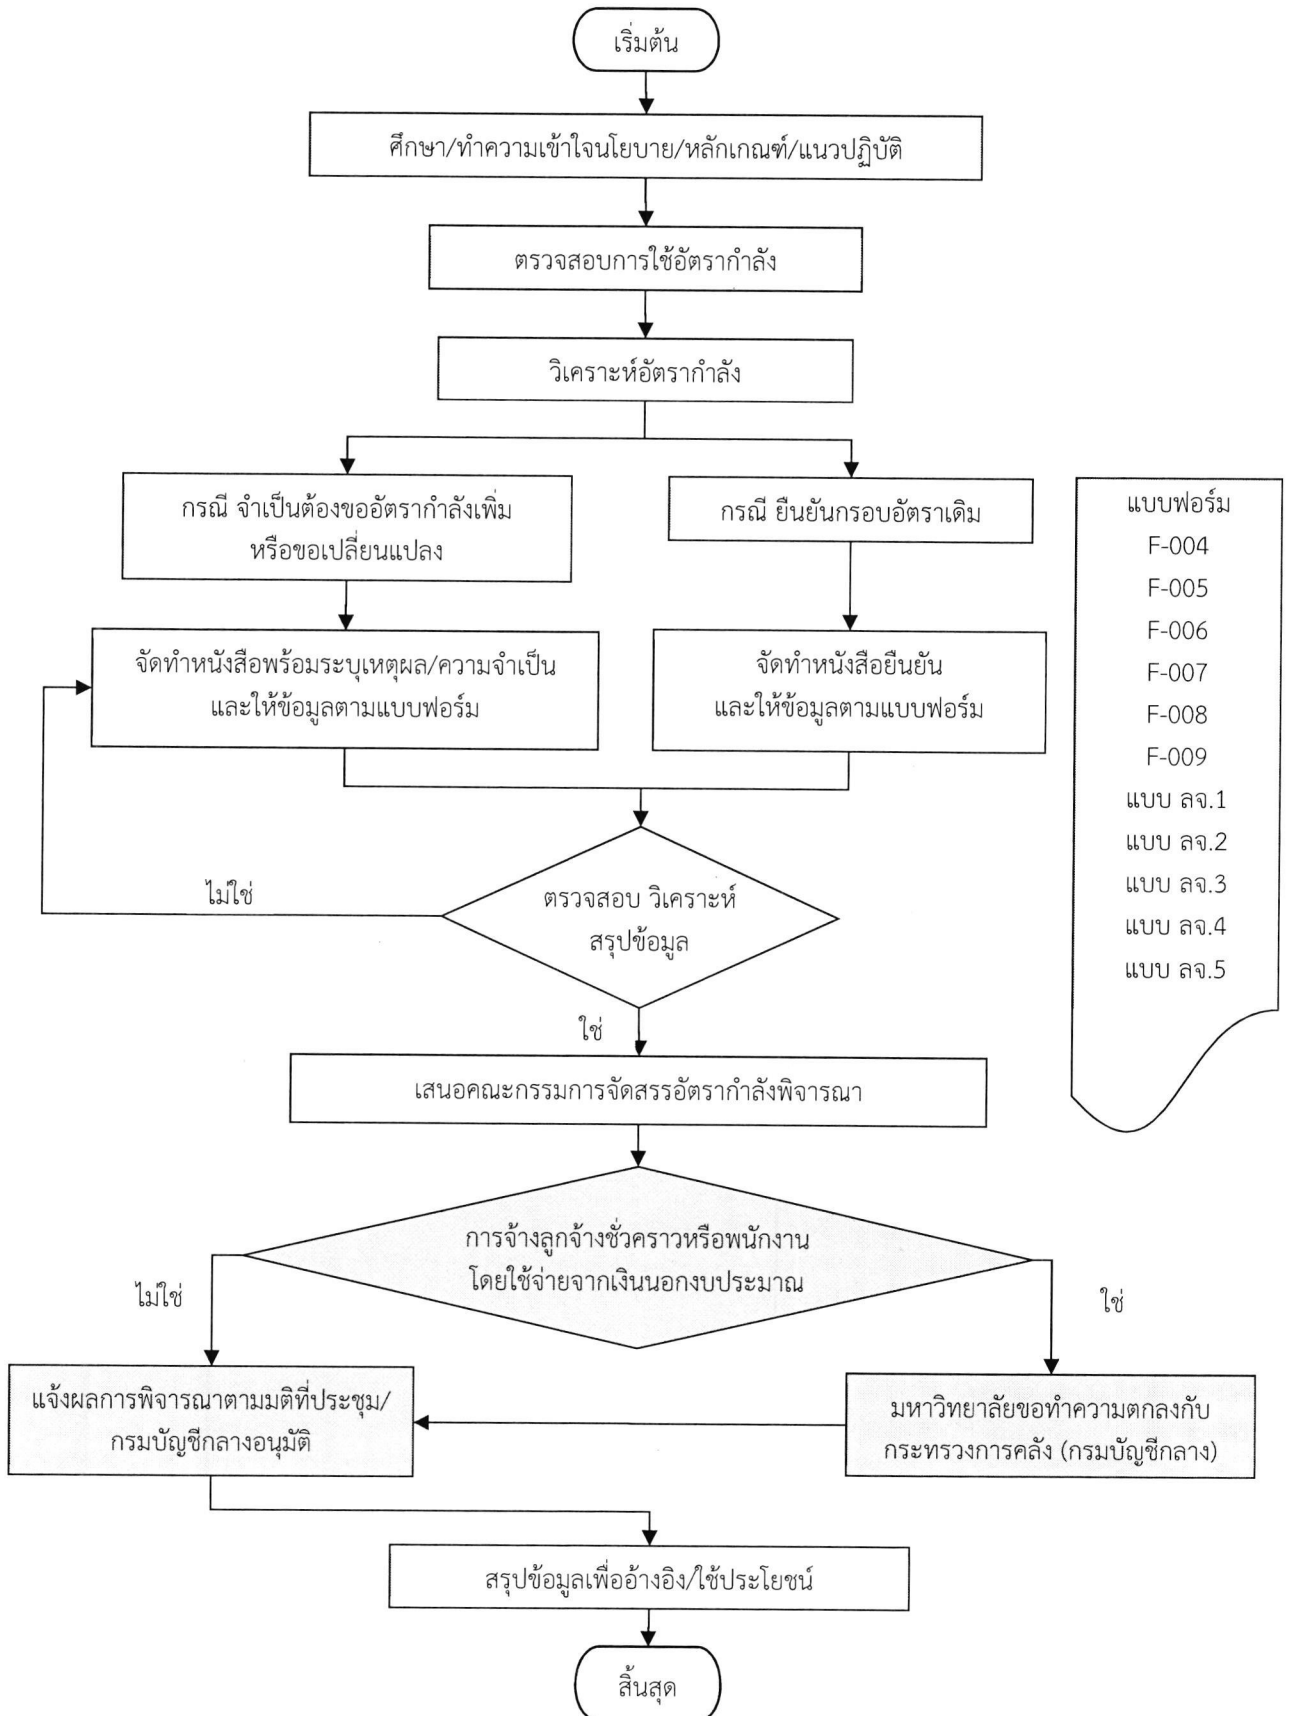 เริ่มต้น
ศึกษา/ทำความเข้าใจนโยบาย/หลักเกณฑ์/แนวปฏิบัติ
ตรวจสอบการใช้อัตรากำลัง
วิเคราะห์อัตรากำลัง
กรณี จำเป็นต้องขออัตรากำลังเพิ่ม
หรือขอเปลี่ยนแปลง
กรณี ยืนยันกรอบอัตราเดิม
จัดทำหนังสือพร้อมระบุเหตุผล/ความจำเป็น
และให้ข้อมูลตามแบบฟอร์ม
จัดทำหนังสือยืนยัน
และให้ข้อมูลตามแบบฟอร์ม
แบบฟอร์ม
F-004
F-005
F-006
F-007
F-008
F-009
แบบ ลจ.1
แบบ ลจ.2
แบบ ลจ.3
แบบ ลจ.4
แบบ ลจ.5
ไม่ใช่
ตรวจสอบ วิเคราะห์
สรุปข้อมูล
ใช่
เสนอคณะกรรมการจัดสรรอัตรากำลังพิจารณา
การจ้างลูกจ้างชั่วคราวหรือพนักงาน
โดยใช้จ่ายจากเงินนอกงบประมาณ
ไม่ใช่
ใช่
แจ้งผลการพิจารณาตามมติที่ประชุม/
กรมบัญชีกลางอนุมัติ
มหาวิทยาลัยขอทำความตกลงกับ
กระทรวงการคลัง (กรมบัญชีกลาง)
สรุปข้อมูลเพื่ออ้างอิง/ใช้ประโยชน์
สิ้นสุด